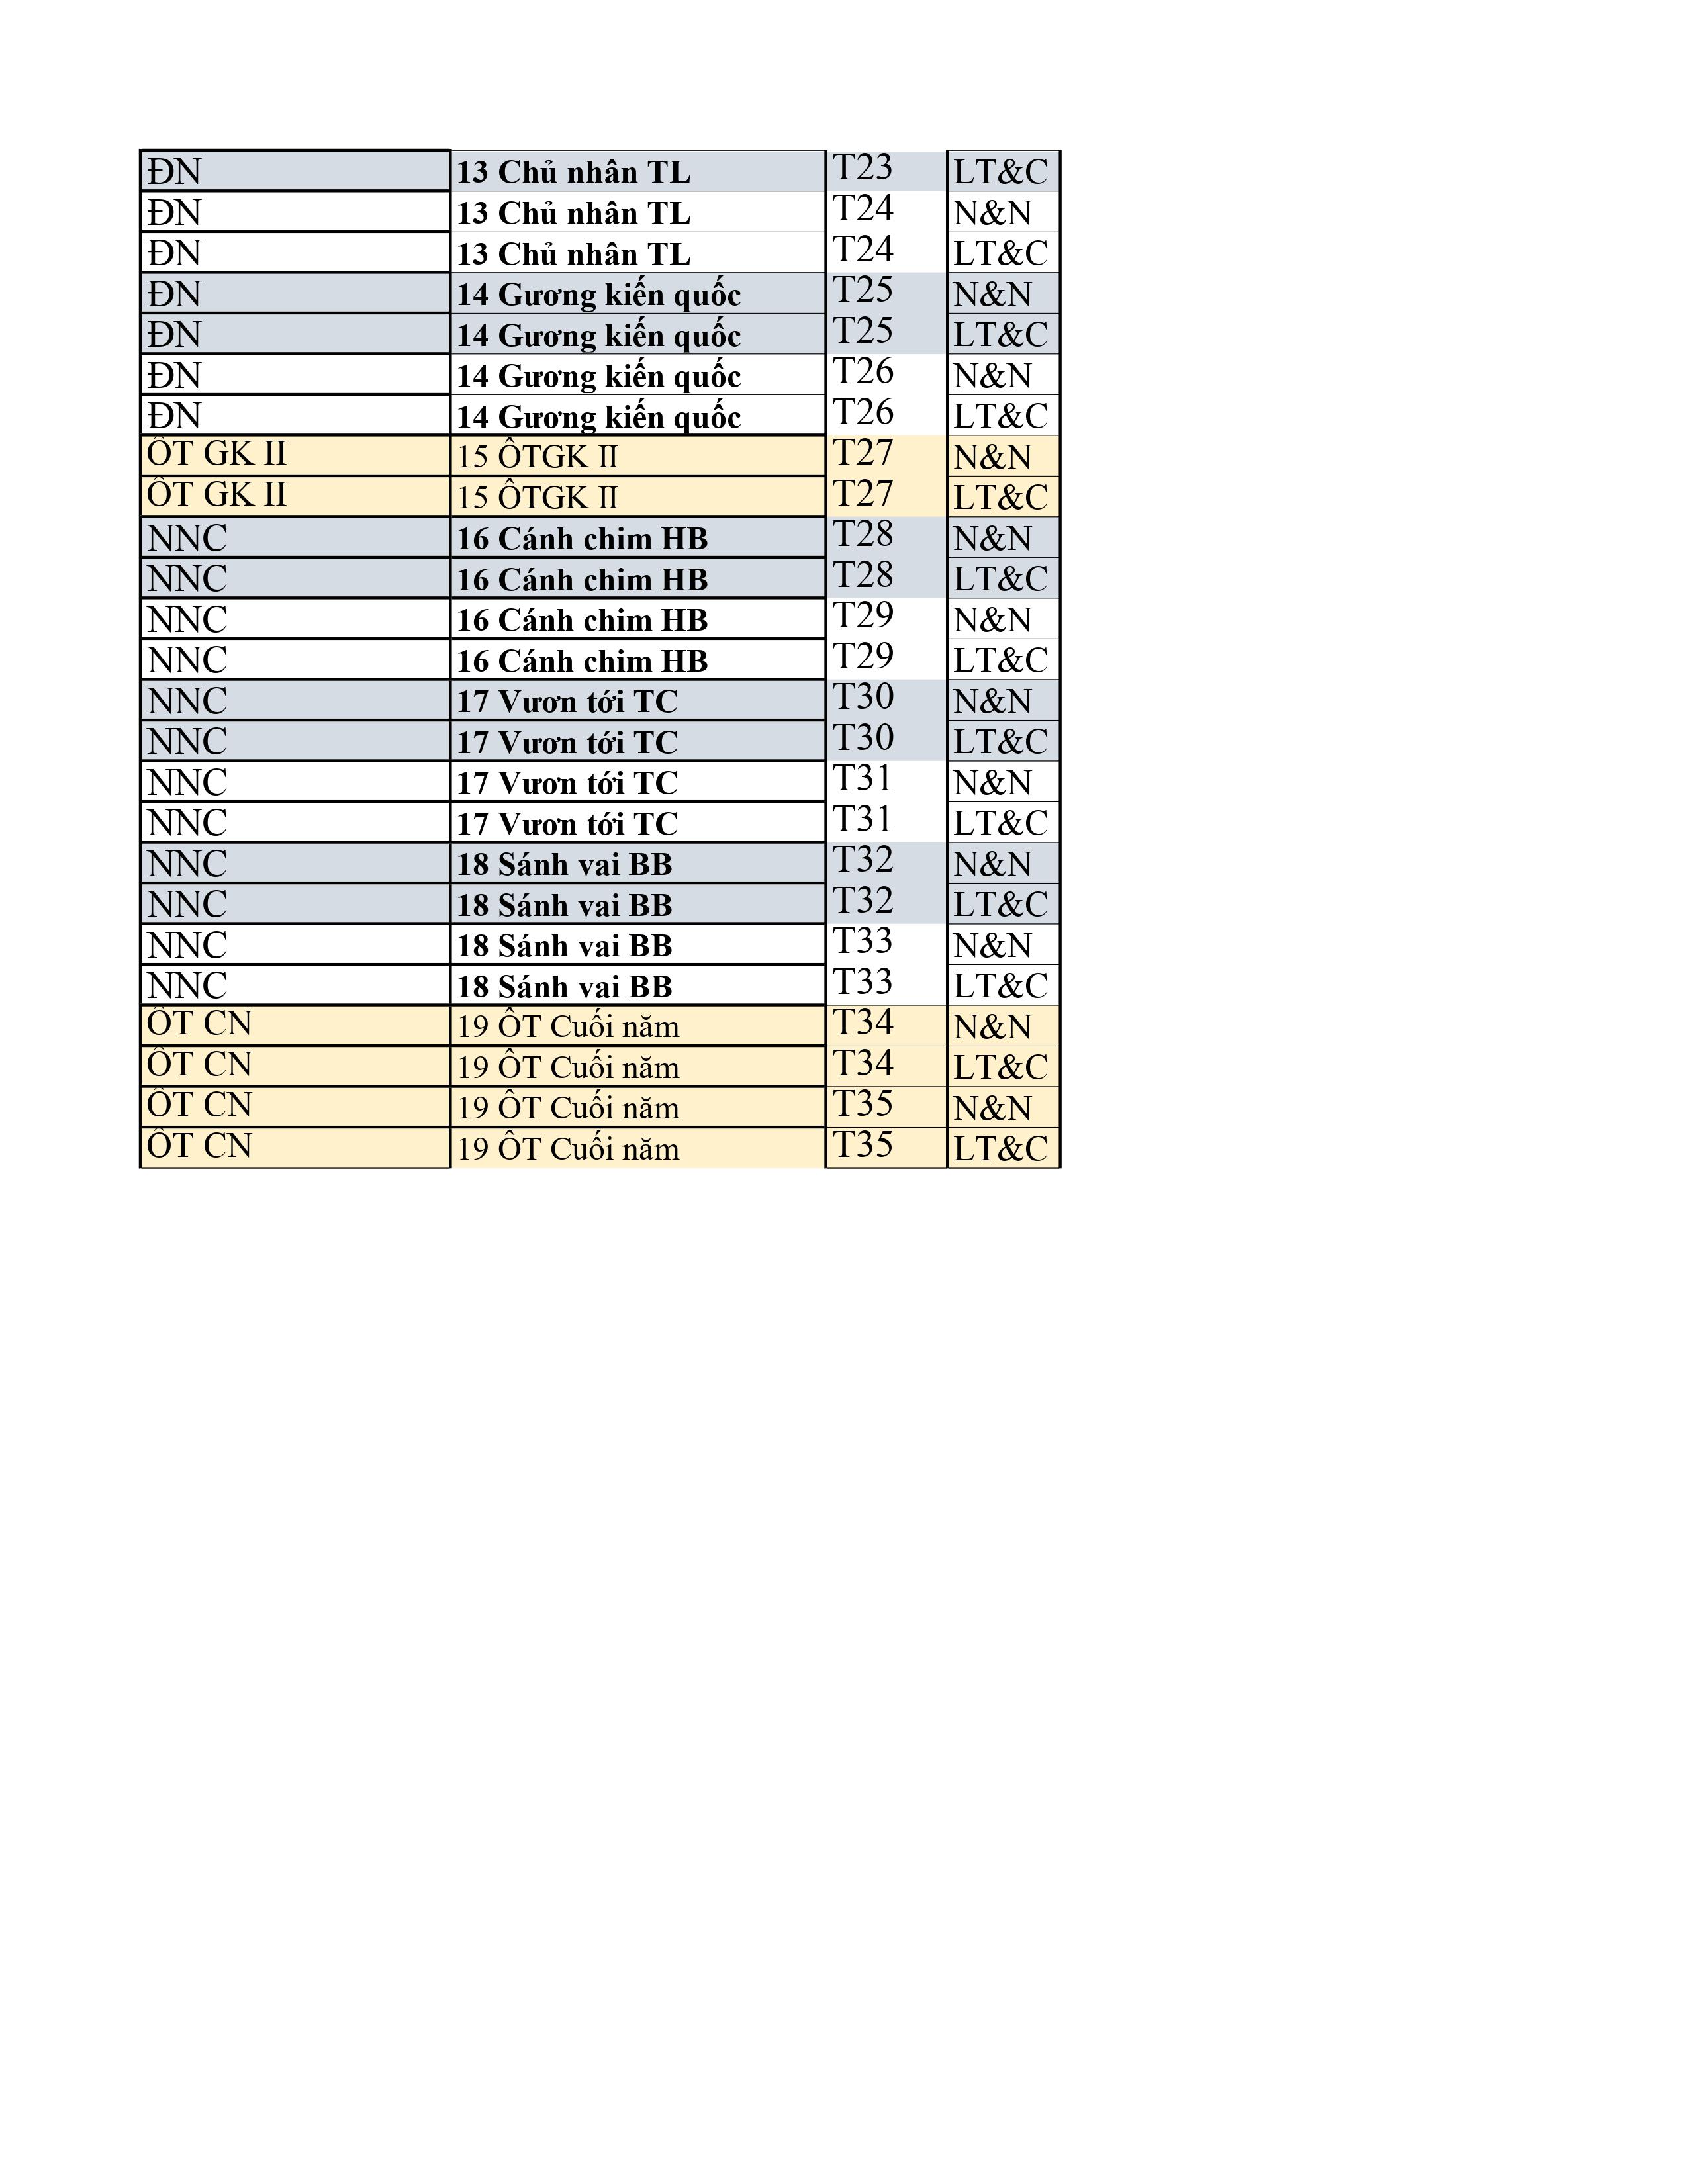 ĐN 13 Chủ nhân TL T23 LT&C
ĐN 13 Chủ nhân TL T24 N&N
ĐN 13 Chủ nhân TL T24 LT&C
ĐN 14 Gương kiến quốc T25 N&N
ĐN 14 Gương kiến quốc T25 LT&C
ĐN 14 Gương kiến quốc T26 N&N
ĐN 14 Gương kiến quốc T26 LT&C
ÔT GK II 15 ÔTGK II T27 N&N
ÔT GK II 15 ÔTGK II T27 LT&C
NNC 16 Cánh chim HB T28 N&N
NNC 16 Cánh chim HB T28 LT&C
NNC 16 Cánh chim HB T29 N&N
NNC 16 Cánh chim HB T29 LT&C
NNC 17 Vươn tới TC T30 N&N
NNC 17 Vươn tới TC T30 LT&C
NNC 17 Vươn tới TC T31 N&N
NNC 17 Vươn tới TC T31 LT&C
NNC 18 Sánh vai BB T32 N&N
NNC 18 Sánh vai BB T32 LT&C
NNC 18 Sánh vai BB T33 N&N
NNC 18 Sánh vai BB T33 LT&C
ÔT CN 19 ÔT Cuối năm T34 N&N
ÔT CN 19 ÔT Cuối năm T34 LT&C
ÔT CN 19 ÔT Cuối năm T35 N&N
ÔT CN 19 ÔT Cuối năm T35 LT&C